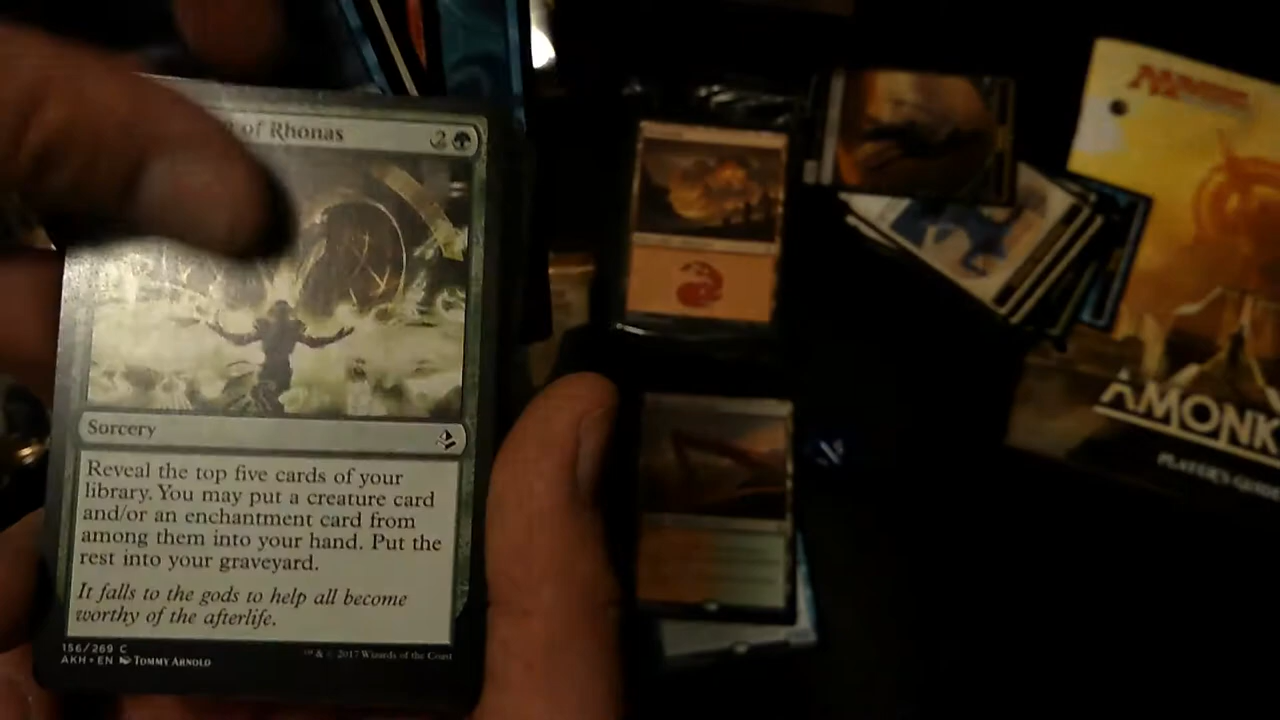 of Rhonas 2
Sorcery
Reveal the top five cards of your
library. You may put a creature card
and/or an enchantment card from
among them into your hand. Put the
rest into your graveyard.
It falls to the gods to help all become
worthy of the afterlife.
156/269 C
AKH • EN Tommy Arnold
™ & © 2017 Wizards of the Coast
MAGIC
AMONK
PLAYER'S GUIDE